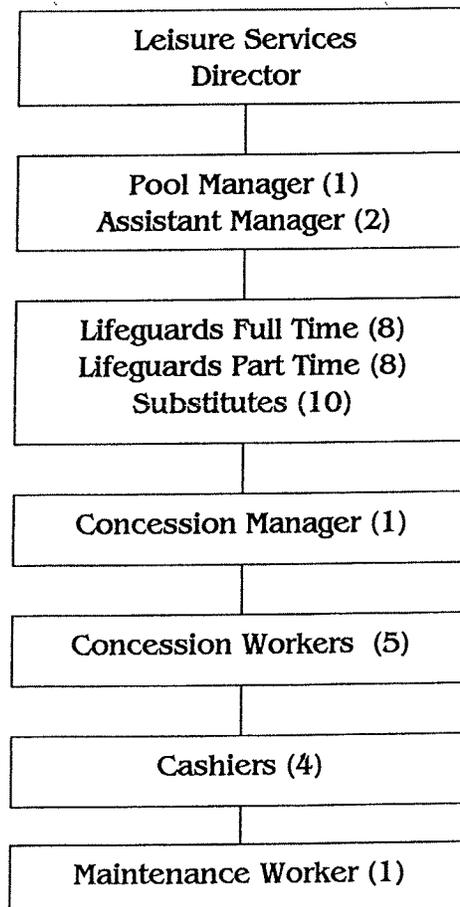 Leisure Services
Director
Pool Manager (1)
Assistant Manager (2)
Lifeguards Full Time (8)
Lifeguards Part Time (8)
Substitutes (10)
Concession Manager (1)
Concession Workers (5)
Cashiers (4)
Maintenance Worker (1)